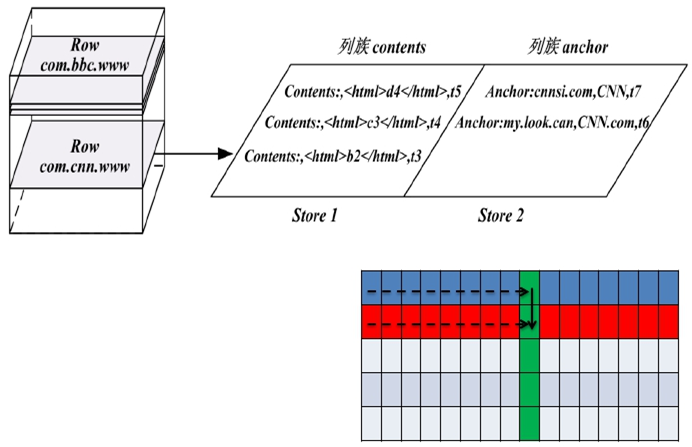 Row
com.bbc.www
Row
com.cnn.www
列族 contents
列族 anchor
Contents:,<html>d4</html>,t5
Anchor:cnnsi.com,CNN,t7
Contents:,<html>c3</html>,t4
Anchor:my.look.can,CNN.com,t6
Contents:,<html>b2</html>,t3
Store 1
Store 2